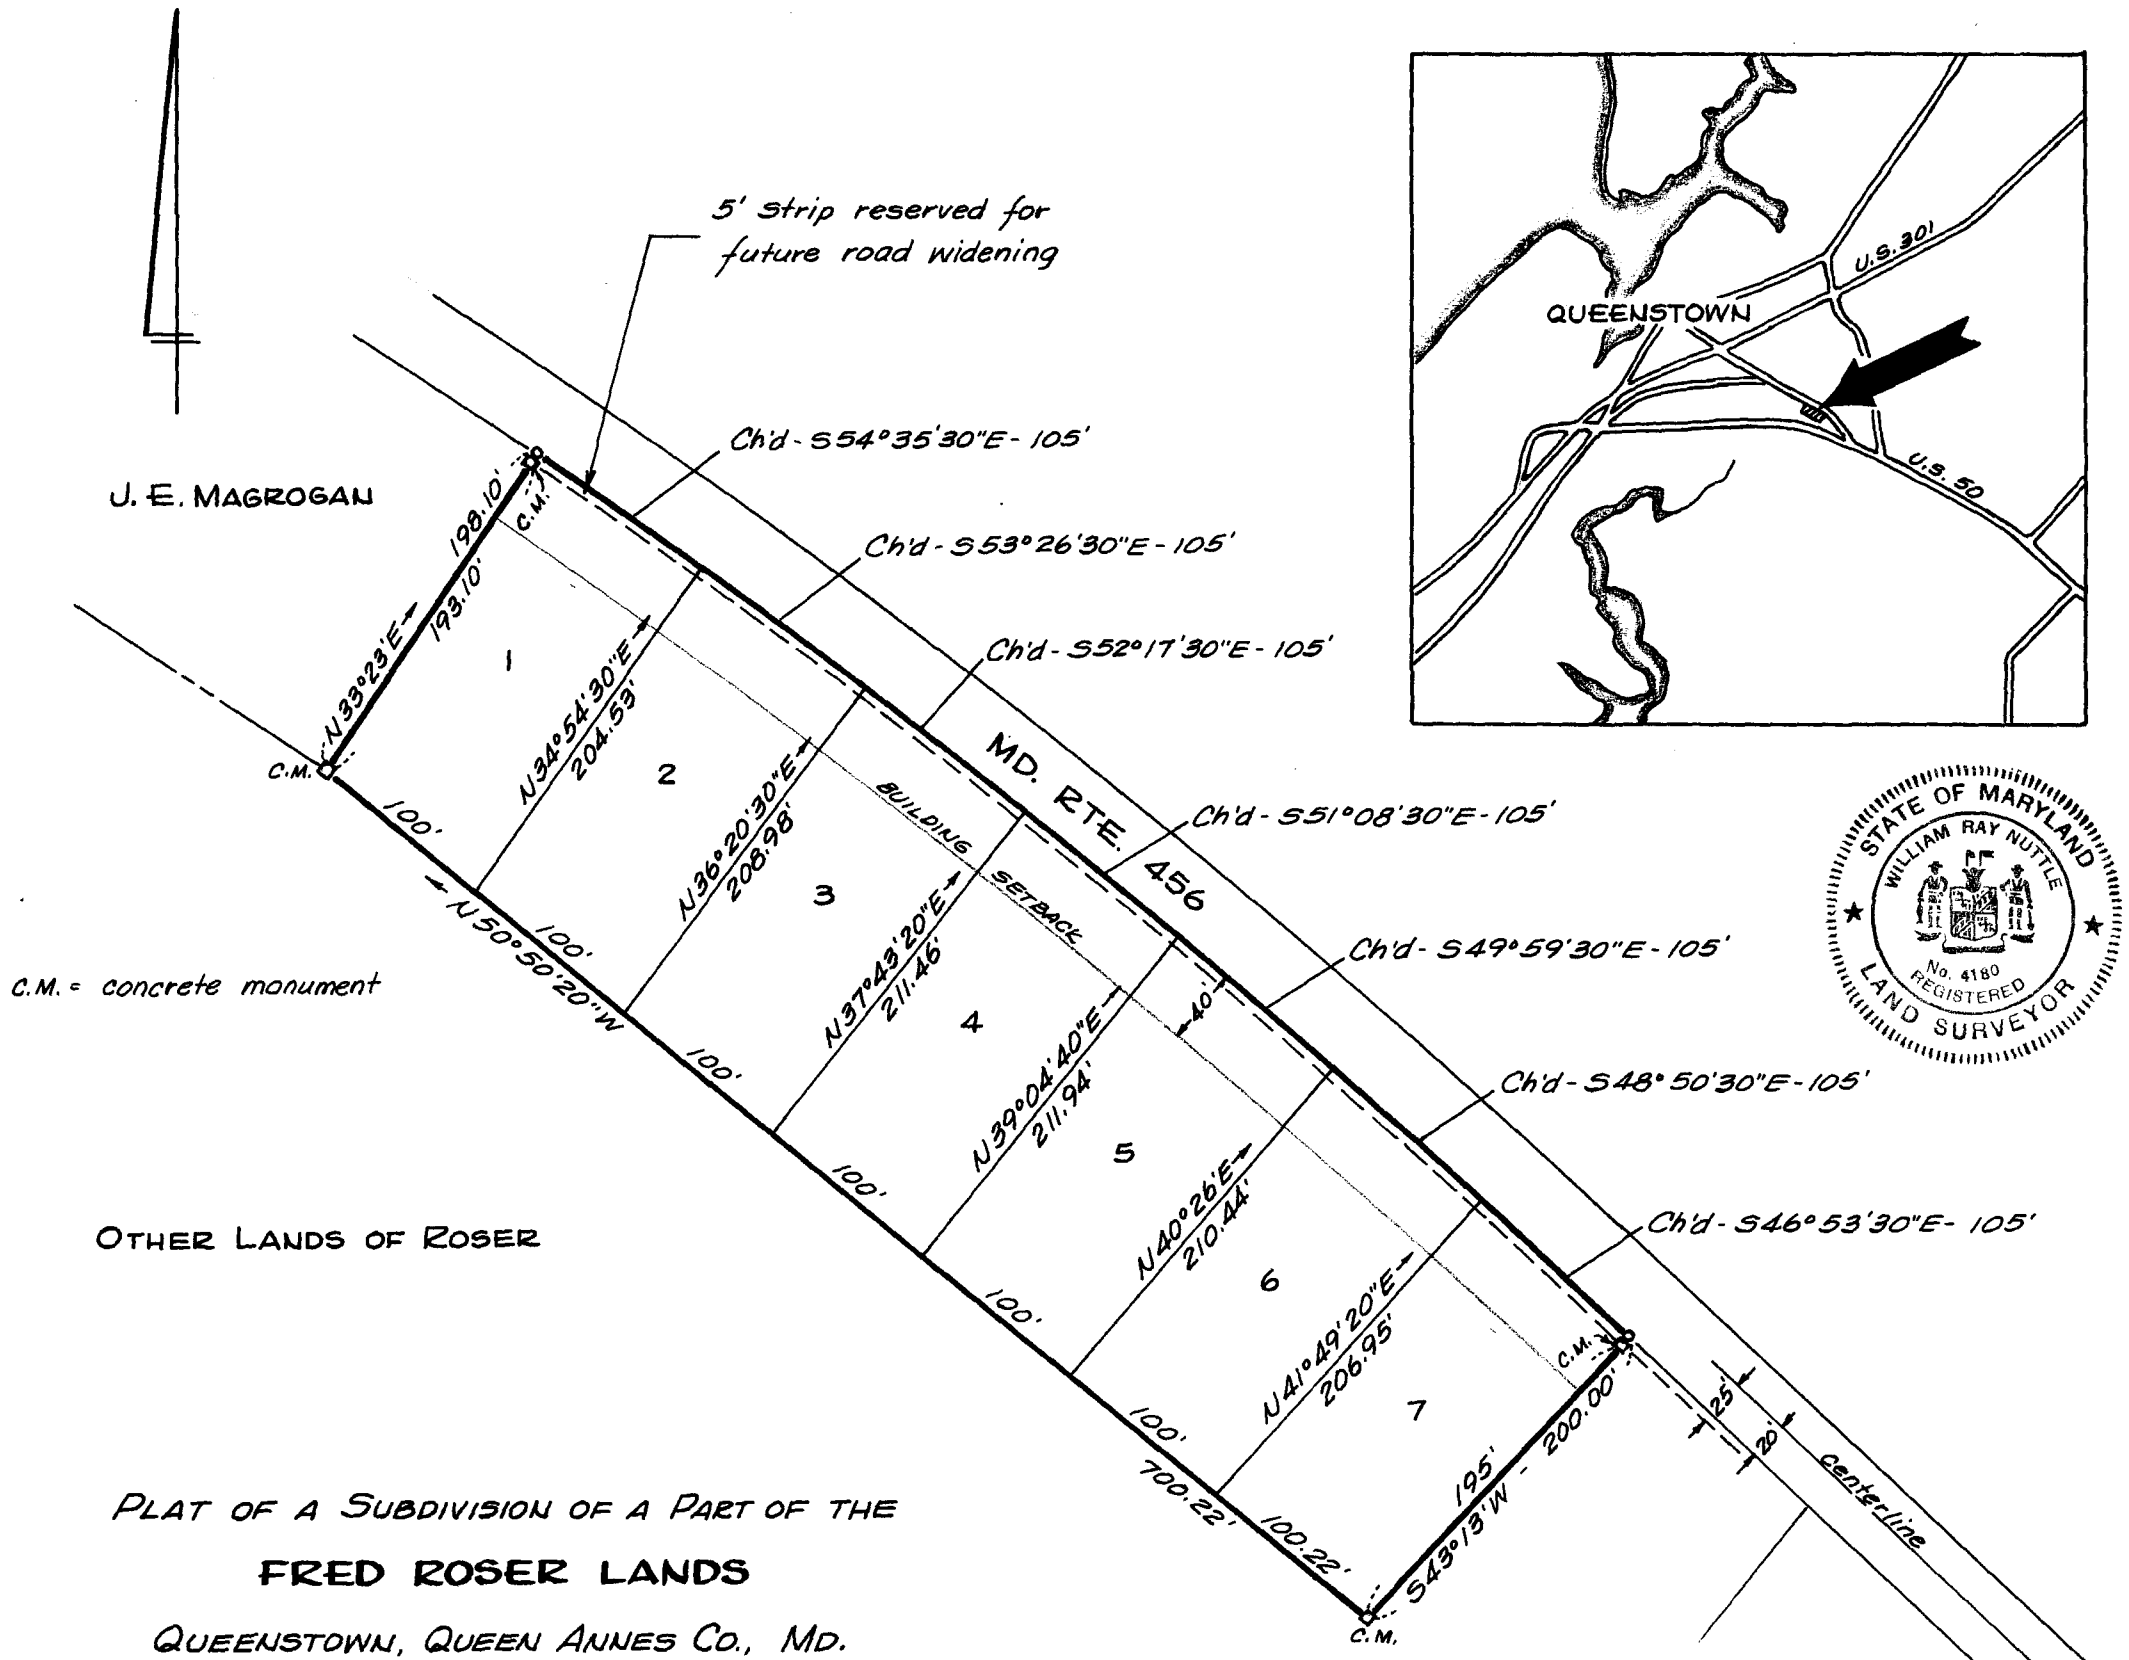 5' strip reserved for
future road widening
QUEENSTOWN
U.S. 301
U.S. 50
J. E. MAGROGAN
Ch'd - S54°35'30"E - 105'
Ch'd - S53°26'30"E - 105'
Ch'd - S52°17'30"E - 105'
Ch'd - S51°08'30"E - 105'
Ch'd - S49°59'30"E - 105'
Ch'd - S48°50'30"E - 105'
Ch'd - S46°53'30"E - 105'
MD. RTE. 456
BUILDING SETBACK
40'
C.M.
198.10'
N33°23'E
193.10'
C.M.
1
N34°54'30"E
204.53'
2
N36°20'30"E
208.98'
3
N37°43'20"E
211.46'
4
N39°04'40"E
211.94'
5
N40°26'E
210.44'
6
N41°49'20"E
206.95'
7
C.M.
195'
S43°13'W - 200.00'
C.M.
100'
100'
100'
100'
100'
100'
100.22'
N50°50'20"W
700.22'
25'
20'
centerline
C.M. = concrete monument
OTHER LANDS OF ROSER
STATE OF MARYLAND
WILLIAM RAY NUTTLE
No. 4180
REGISTERED
LAND SURVEYOR
PLAT OF A SUBDIVISION OF A PART OF THE
FRED ROSER LANDS
QUEENSTOWN, QUEEN ANNES CO., MD.